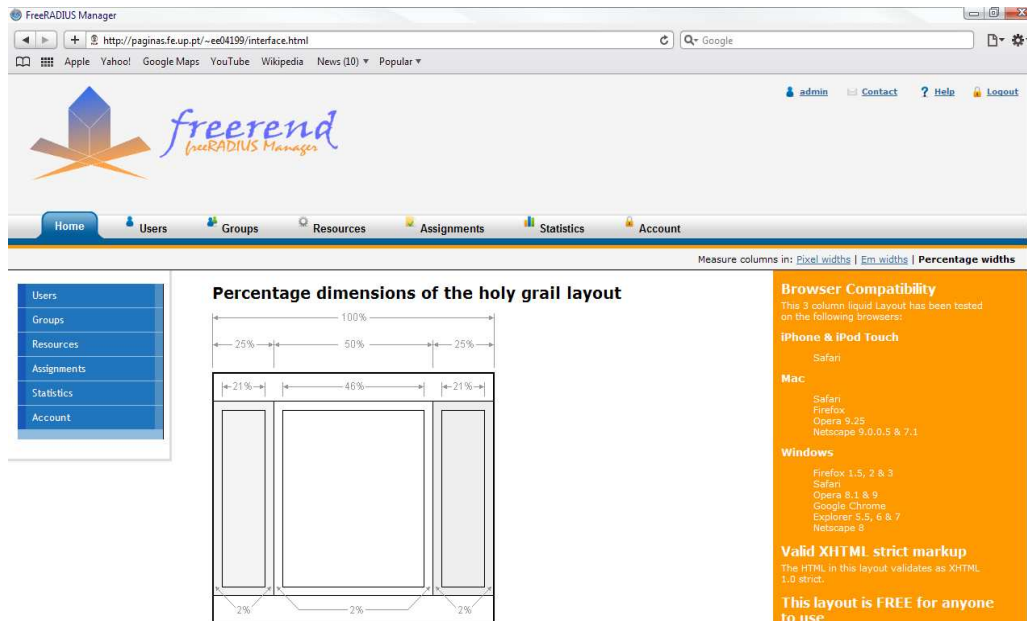 FreeRADIUS Manager
http://paginas.fe.up.pt/~ee04199/interface.html
Google
Apple Yahoo! Google Maps YouTube Wikipedia News (10) ▾ Popular ▾
admin Contact ? Help Logout
freerend
freeRADIUS Manager
Home Users Groups Resources Assignments Statistics Account
Measure columns in: Pixel widths | Em widths | Percentage widths
Users
Groups
Resources
Assignments
Statistics
Account
Percentage dimensions of the holy grail layout
100%
25% 50% 25%
21% 46% 21%
2% 2% 2%
Browser Compatibility
This 3 column liquid Layout has been tested
on the following browsers:
iPhone & iPod Touch
Safari
Mac
Safari
Firefox
Opera 9.25
Netscape 9.0.0.5 & 7.1
Windows
Firefox 1.5, 2 & 3
Safari
Opera 8.1 & 9
Google Chrome
Explorer 5.5, 6 & 7
Netscape 8
Valid XHTML strict markup
The HTML in this layout validates as XHTML
1.0 strict.
This layout is FREE for anyone
to use